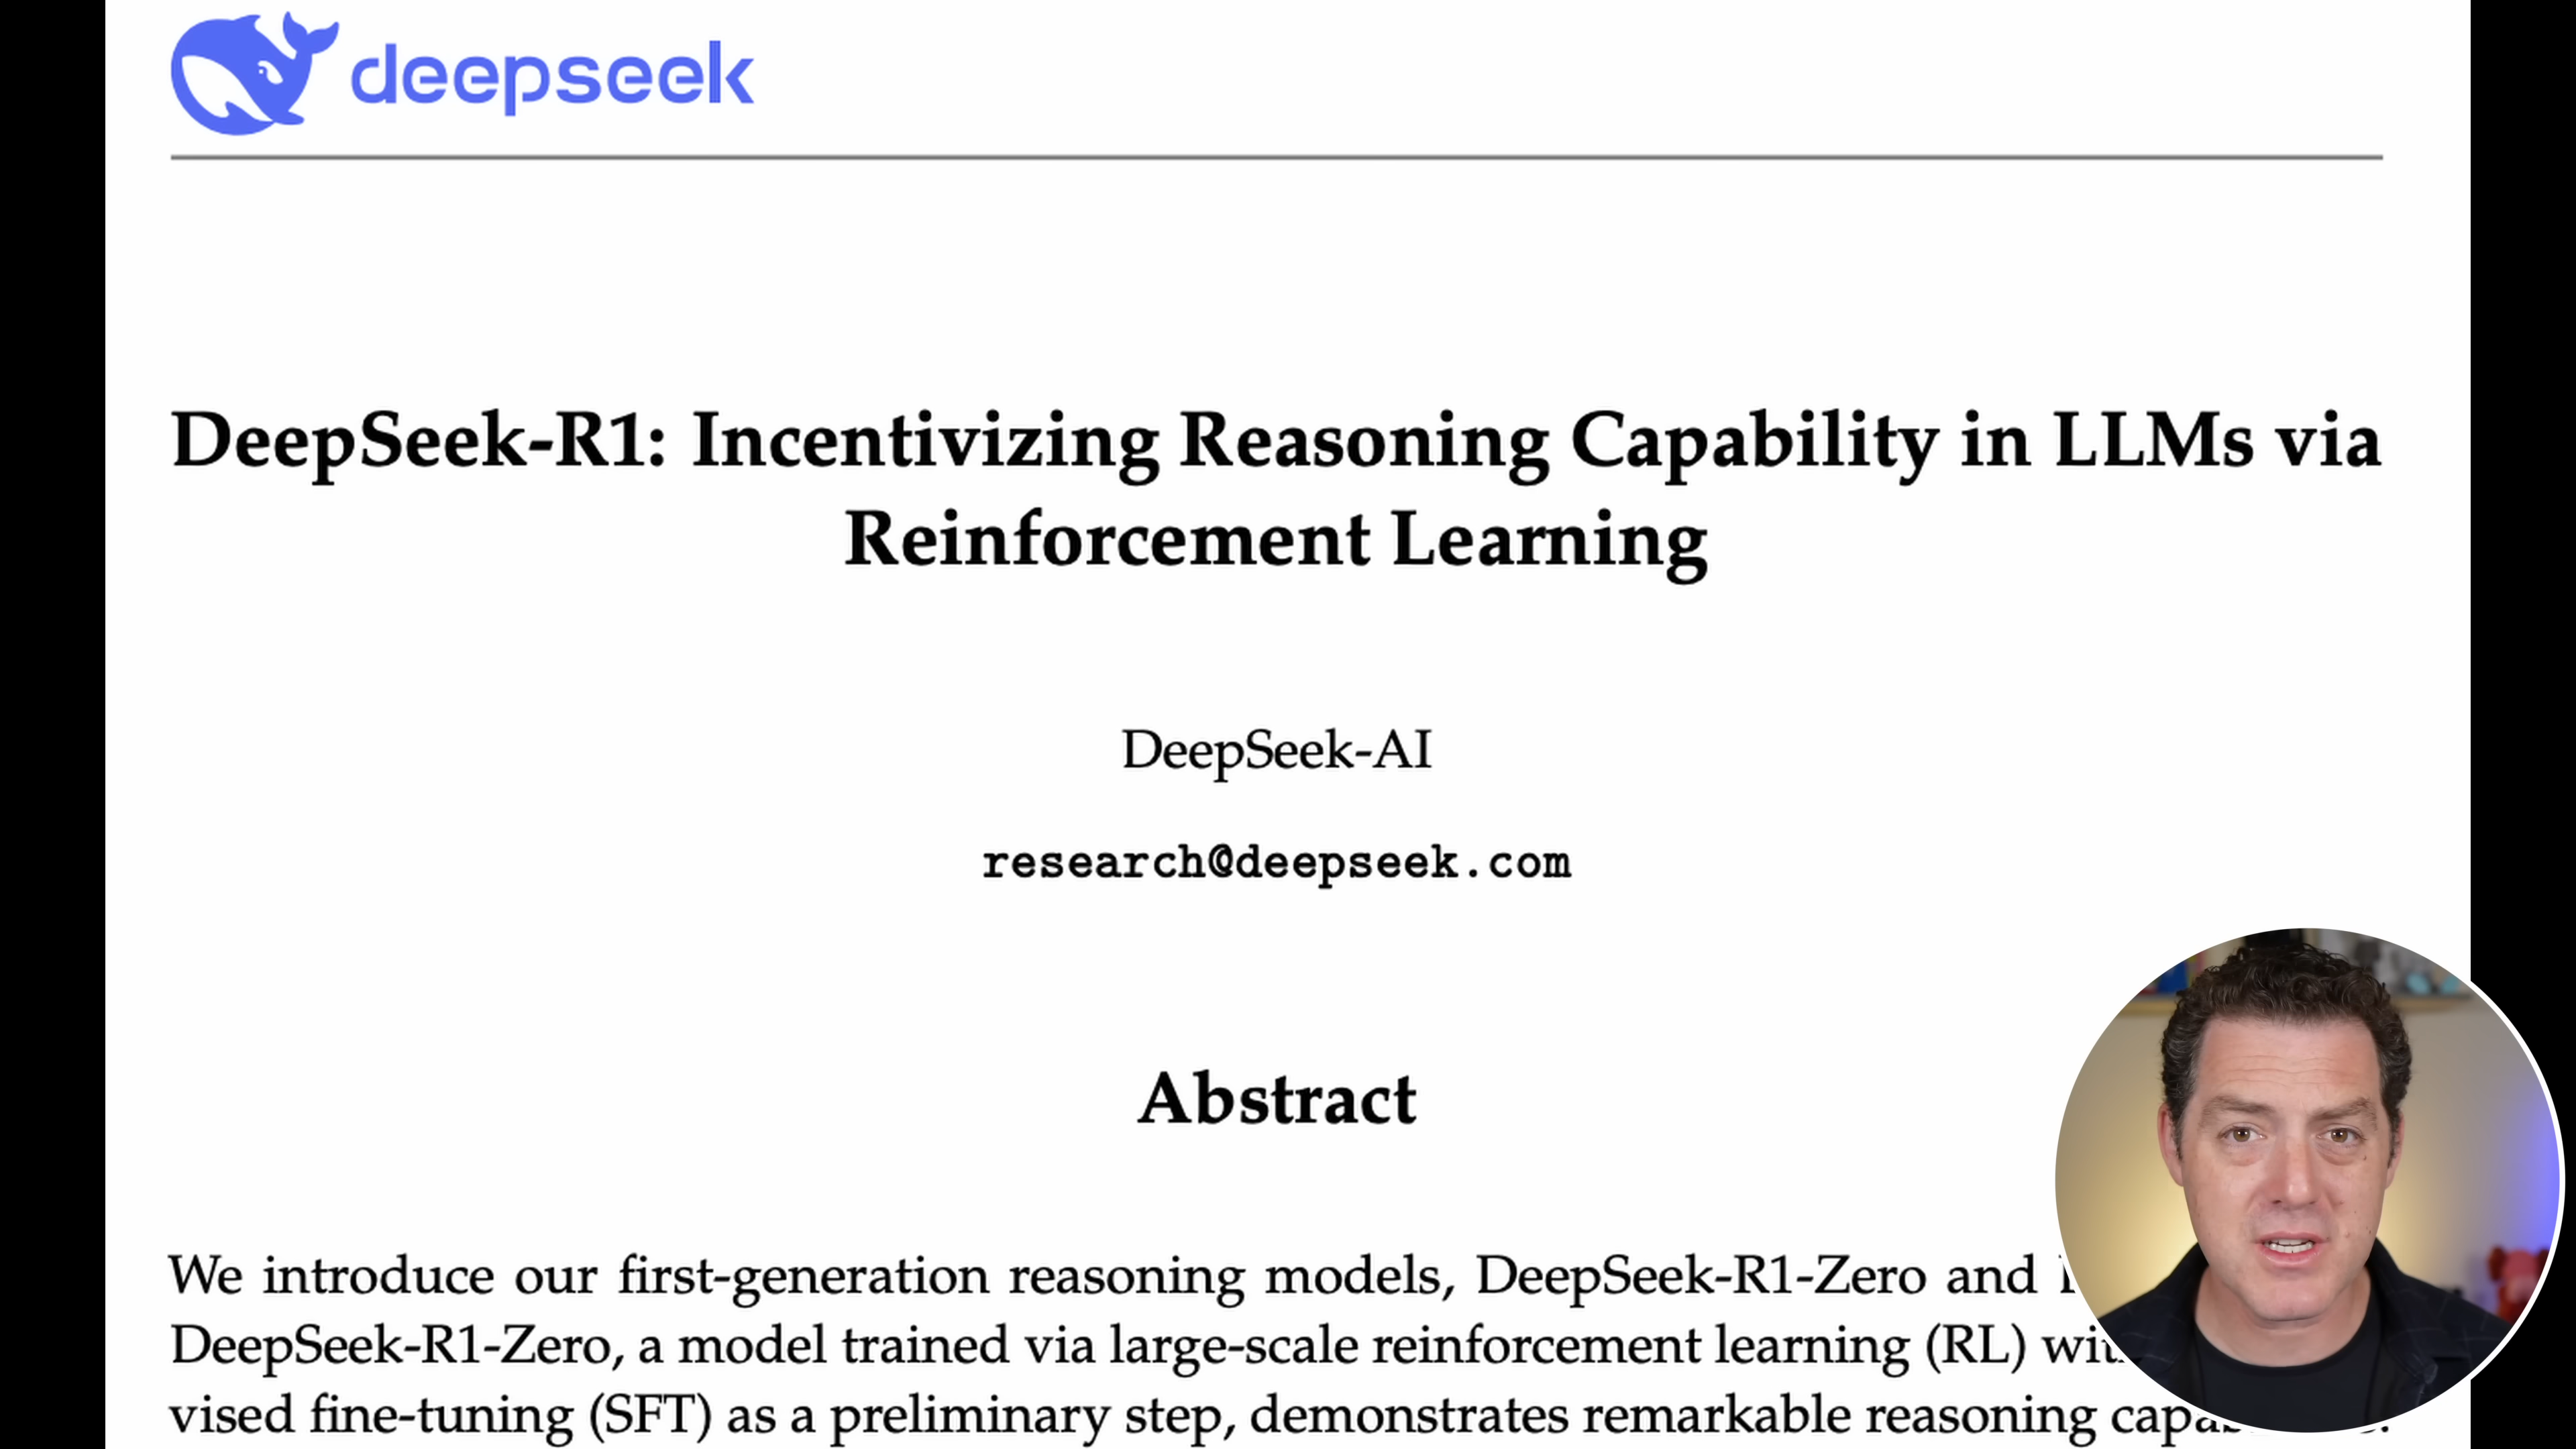 deepseek
DeepSeek-R1: Incentivizing Reasoning Capability in LLMs via
Reinforcement Learning
DeepSeek-AI
research@deepseek.com
Abstract
We introduce our first-generation reasoning models, DeepSeek-R1-Zero and
DeepSeek-R1-Zero, a model trained via large-scale reinforcement learning (RL)
vised fine-tuning (SFT) as a preliminary step, demonstrates remarkable reasoning